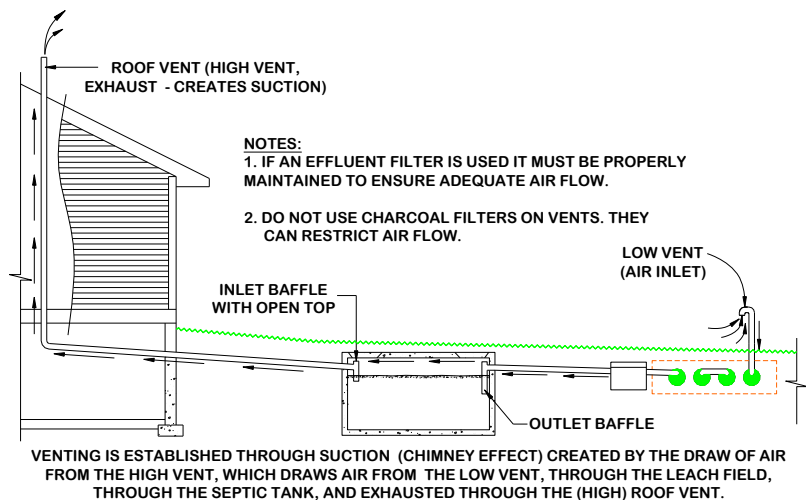 ROOF VENT (HIGH VENT,
EXHAUST - CREATES SUCTION)
NOTES:
1. IF AN EFFLUENT FILTER IS USED IT MUST BE PROPERLY
MAINTAINED TO ENSURE ADEQUATE AIR FLOW.
2. DO NOT USE CHARCOAL FILTERS ON VENTS. THEY
CAN RESTRICT AIR FLOW.
LOW VENT
(AIR INLET)
INLET BAFFLE
WITH OPEN TOP
OUTLET BAFFLE
VENTING IS ESTABLISHED THROUGH SUCTION (CHIMNEY EFFECT) CREATED BY THE DRAW OF AIR
FROM THE HIGH VENT, WHICH DRAWS AIR FROM THE LOW VENT, THROUGH THE LEACH FIELD,
THROUGH THE SEPTIC TANK, AND EXHAUSTED THROUGH THE (HIGH) ROOF VENT.